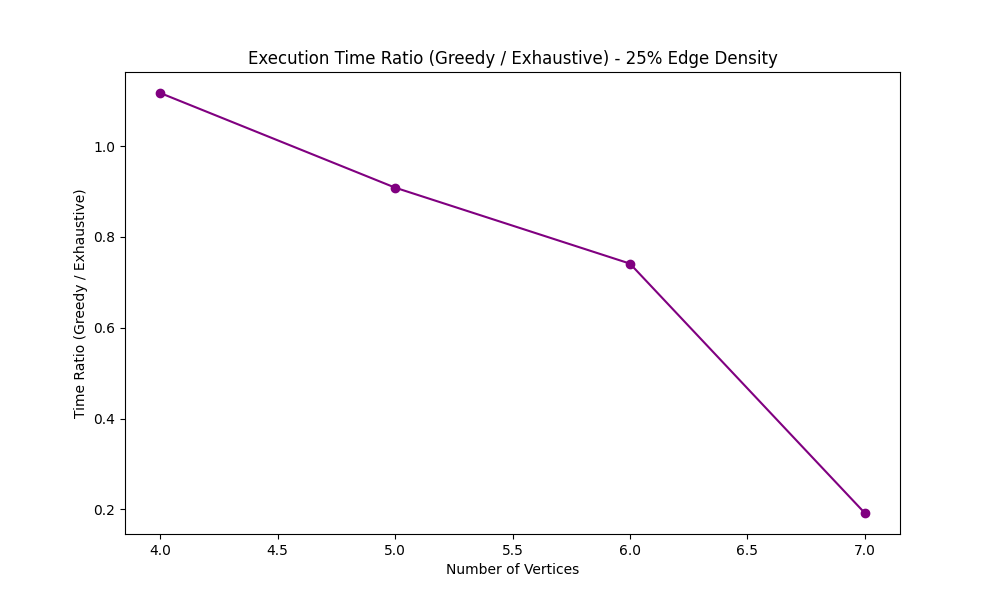 Execution Time Ratio (Greedy / Exhaustive) - 25% Edge Density
Time Ratio (Greedy / Exhaustive)
1.0
0.8
0.6
0.4
0.2
4.0 4.5 5.0 5.5 6.0 6.5 7.0
Number of Vertices